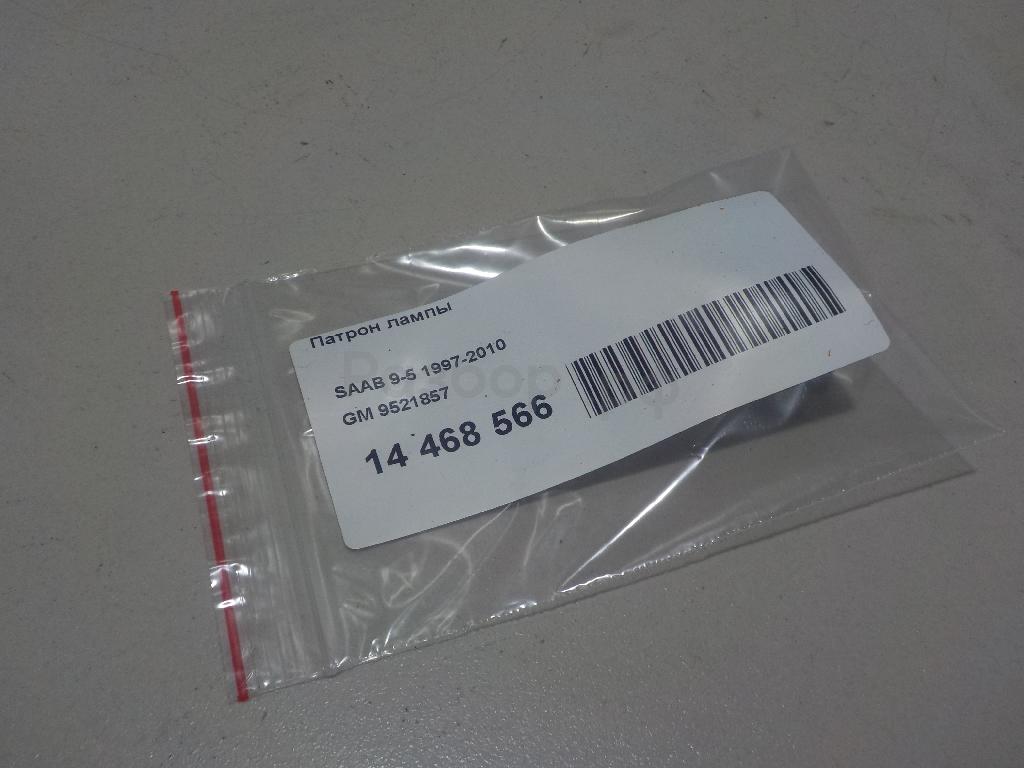 Патрон лампы
SAAB 9-5 1997-2010
GM 9521857
14 468 566